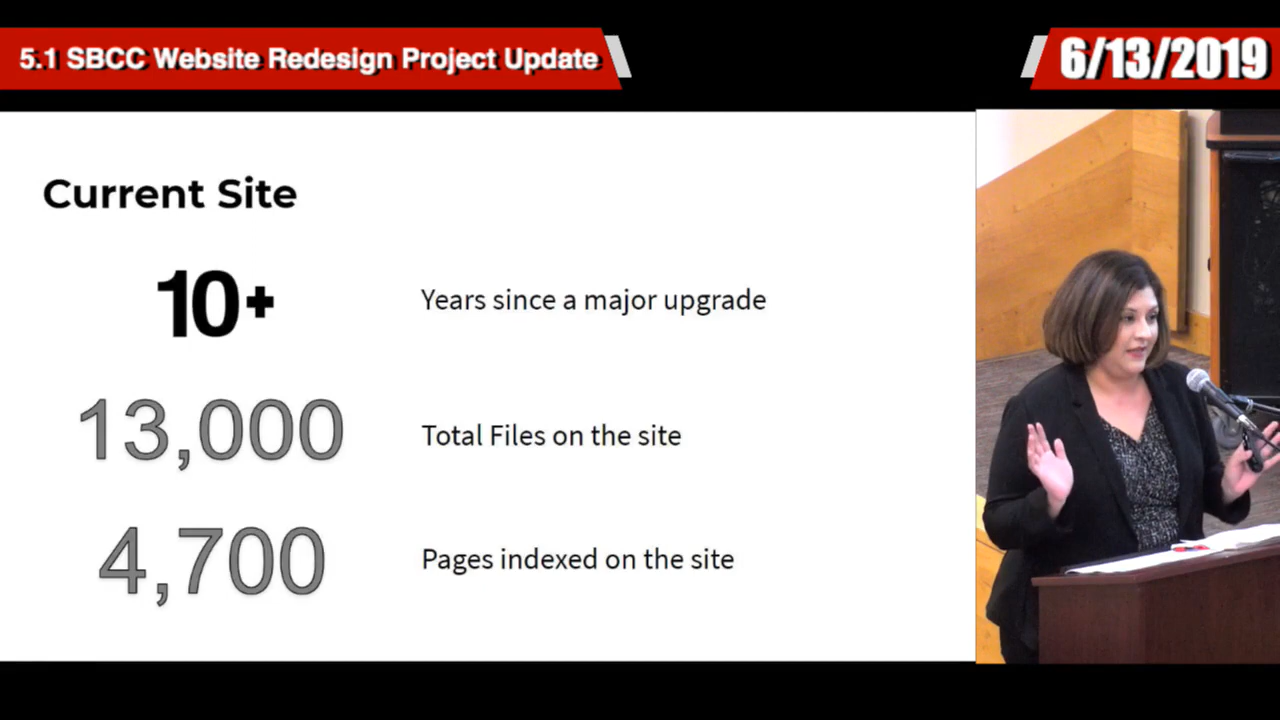 5.1 SBCC Website Redesign Project Update
6/13/2019
Current Site
10+
Years since a major upgrade
13,000
Total Files on the site
4,700
Pages indexed on the site